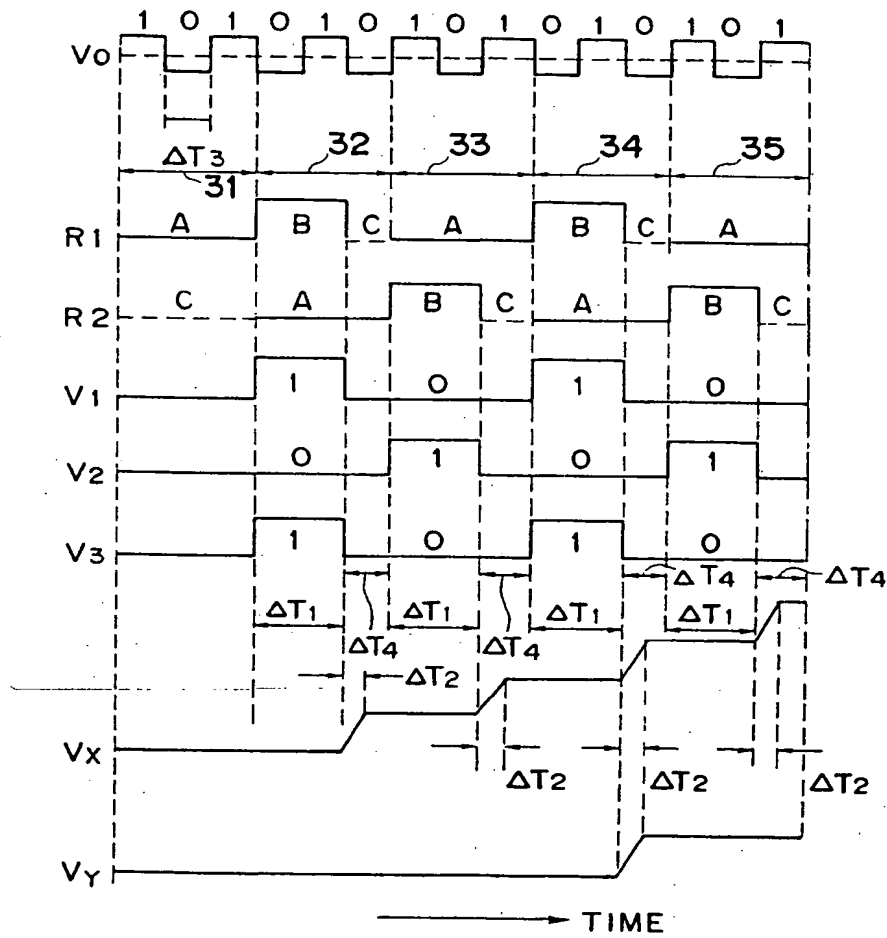 1 0 1 0 1 0 1 0 1 0 1 0 1 0 1
Vo
ΔT3
31 32 33 34 35
R1 A B C A B C A
R2 C A B C A B C
V1 1 0 1 0
V2 0 1 0 1
V3 1 0 1 0
ΔT4 ΔT4
ΔT1 ΔT1 ΔT1 ΔT1
ΔT4 ΔT4
ΔT2
VX
ΔT2 ΔT2 ΔT2
VY
TIME